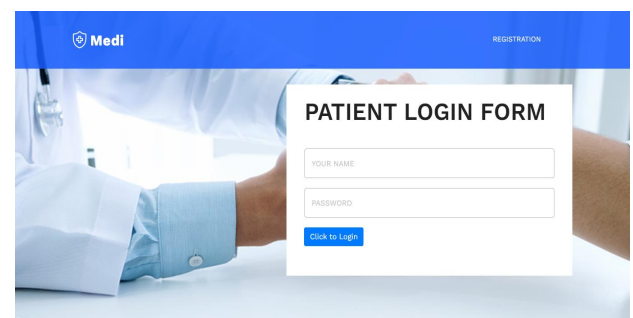 Medi
REGISTRATION
PATIENT LOGIN FORM
YOUR NAME
PASSWORD
Click to Login